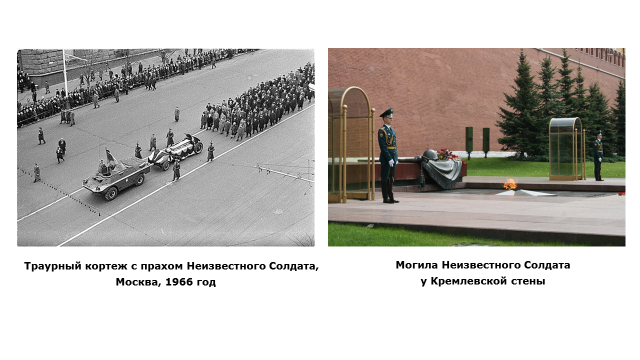 Траурный кортеж с прахом Неизвестного Солдата,
Москва, 1966 год
Могила Неизвестного Солдата
у Кремлевской стены